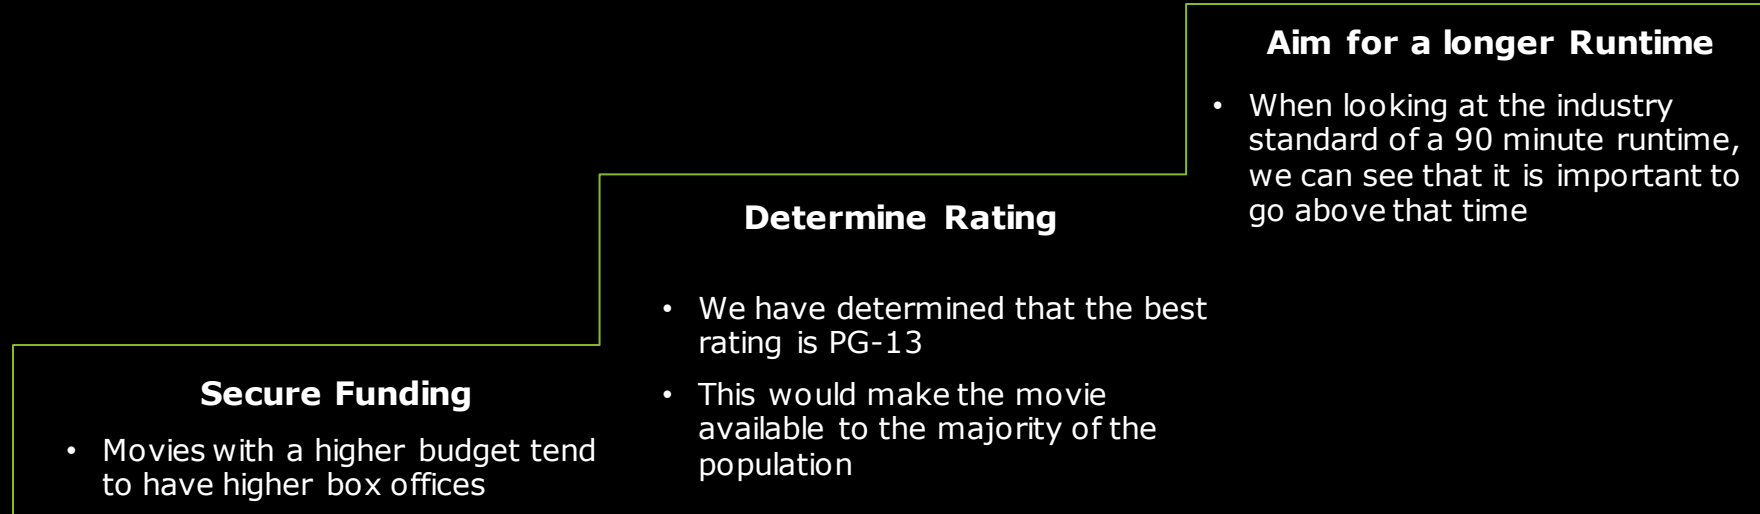 Secure Funding
• Movies with a higher budget tend
to have higher box offices
Determine Rating
• We have determined that the best
rating is PG-13
• This would make the movie
available to the majority of the
population
Aim for a longer Runtime
• When looking at the industry
standard of a 90 minute runtime,
we can see that it is important to
go above that time